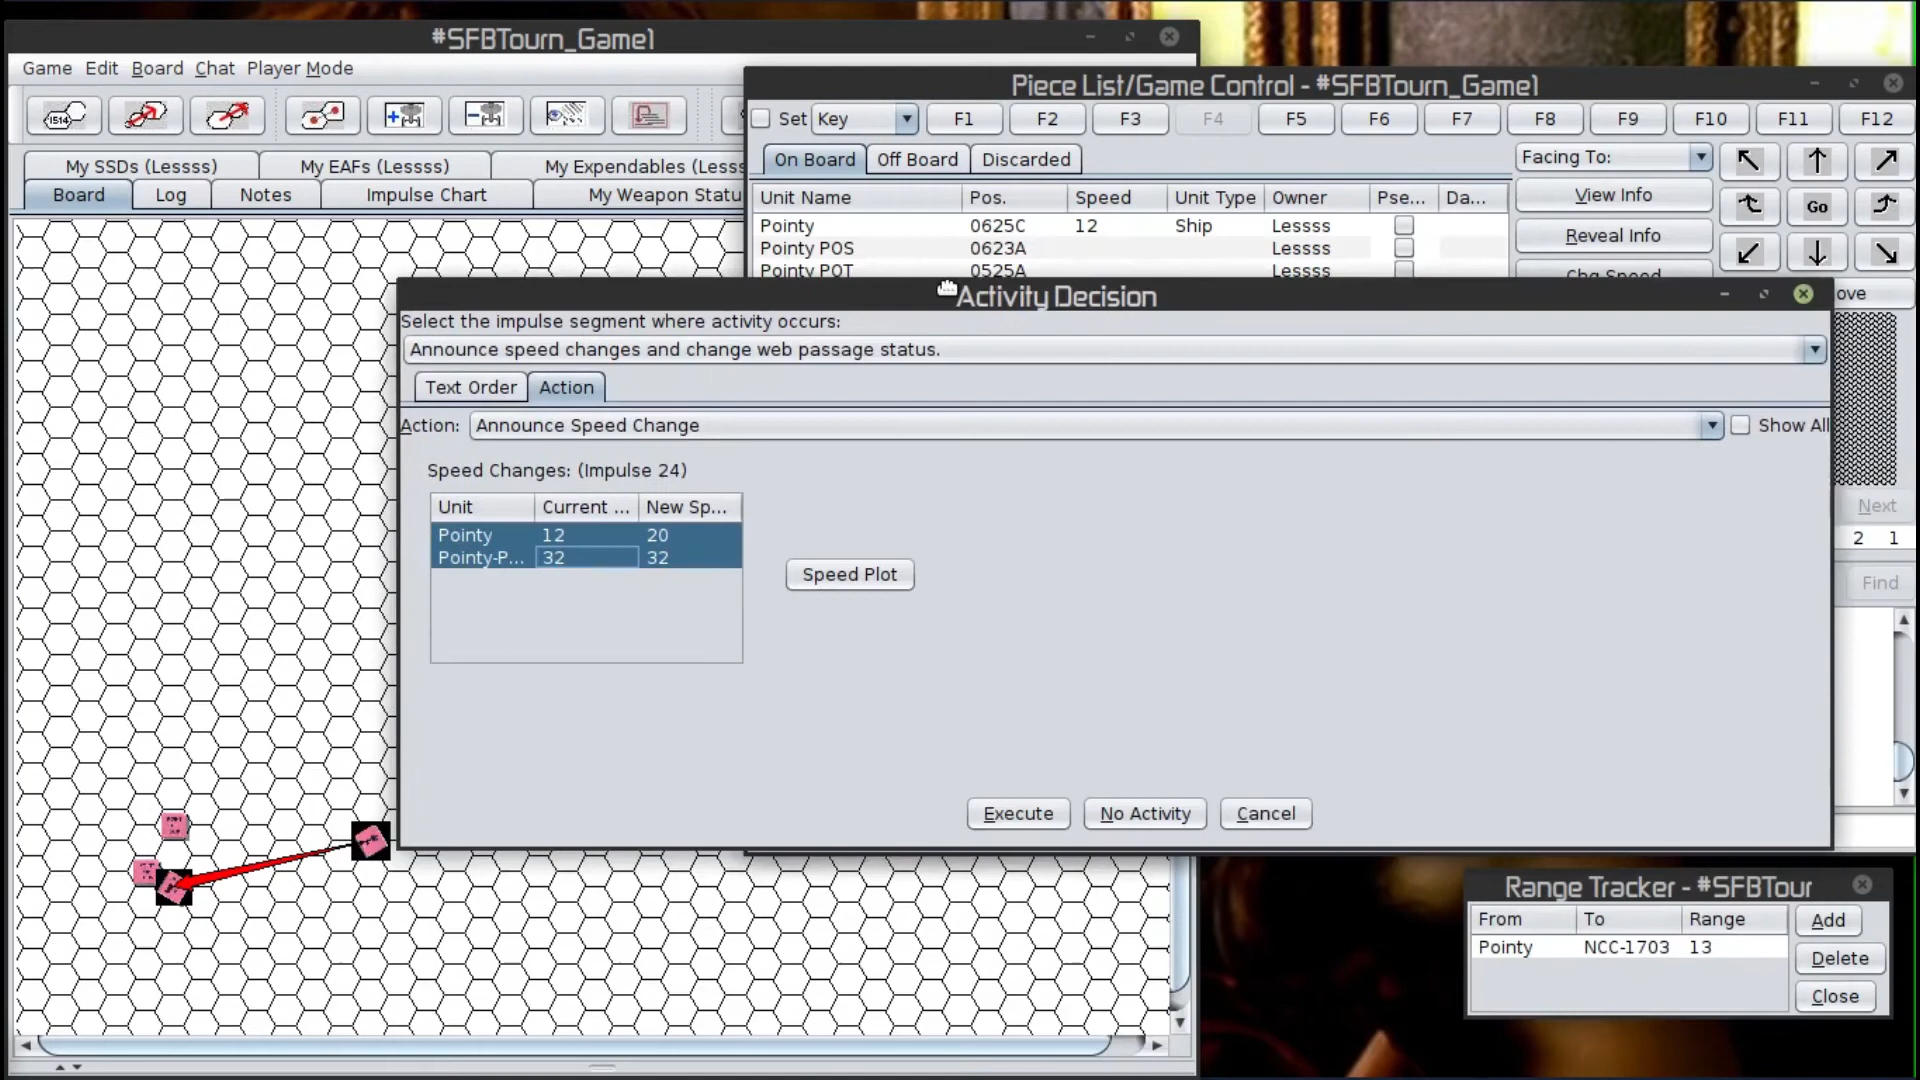 #SFBTourn_Game1
Game Edit Board Chat Player Mode
My SSDs (Lessss) My EAFs (Lessss) My Expendables (Lesss
Board Log Notes Impulse Chart My Weapon Statu
Piece List/Game Control - #SFBTourn_Game1
Set Key F1 F2 F3 F4 F5 F6 F7 F8 F9 F10 F11 F12
On Board Off Board Discarded
Facing To:
Unit Name Pos. Speed Unit Type Owner Pse... Da...
View Info
Pointy 0625C 12 Ship Lessss
Go
Reveal Info
Pointy POS 0623A Lessss
Pointy POT 0525A Lessss
Chg Speed
ove
Activity Decision
Select the impulse segment where activity occurs:
Announce speed changes and change web passage status.
Text Order Action
Action: Announce Speed Change Show All
Speed Changes: (Impulse 24)
Unit Current ... New Sp...
Pointy 12 20
Pointy-P... 32 32
Speed Plot
Execute No Activity Cancel
Next
2 1
Find
Range Tracker - #SFBTour
From To Range
Pointy NCC-1703 13
Add
Delete
Close